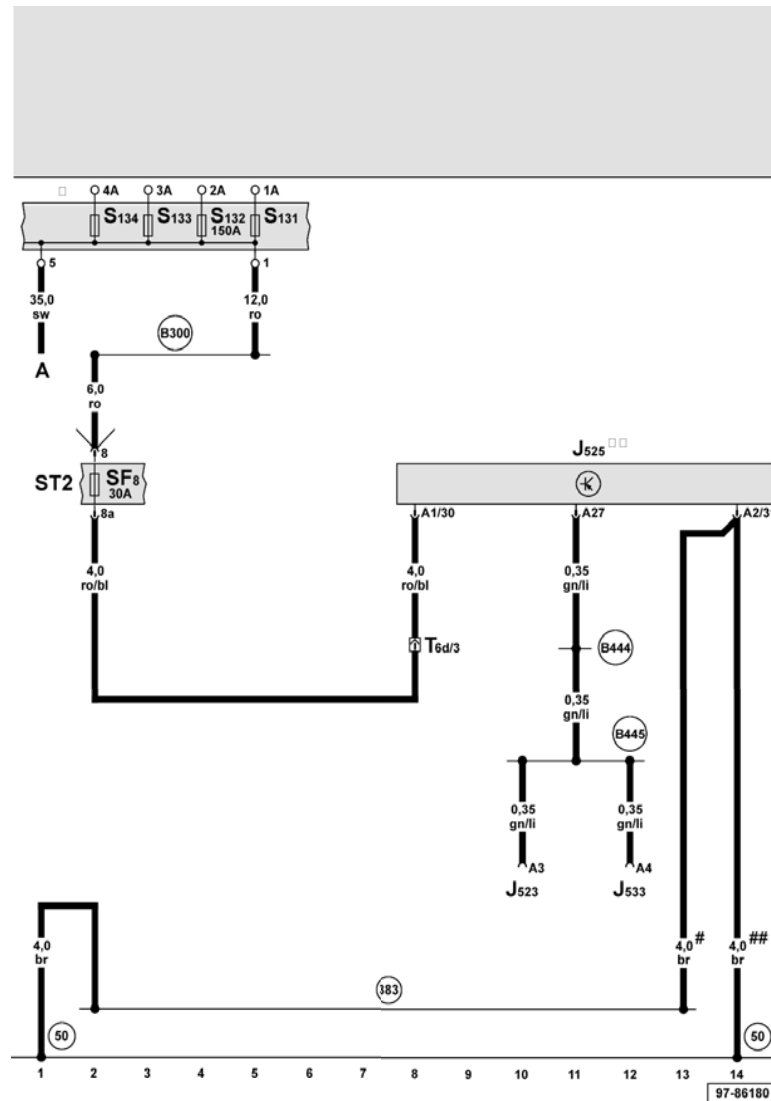 4A 3A 2A 1A
S134 S133 S132 S131
150A
5 1
35,0 12,0
sw ro
B300
A
6,0
ro
8
J525
ST2 SF8
30A
8a A1/30 A27 A2/3
4,0 4,0 0,35
ro/bl ro/bl gn/li
T6d/3 B444
0,35
gn/li
B445
0,35 0,35
gn/li gn/li
A3 A4
J523 J533
4,0 4,0 # 4,0 ##
br br br
383
50 50
1 2 3 4 5 6 7 8 9 10 11 12 13 14
97-86180